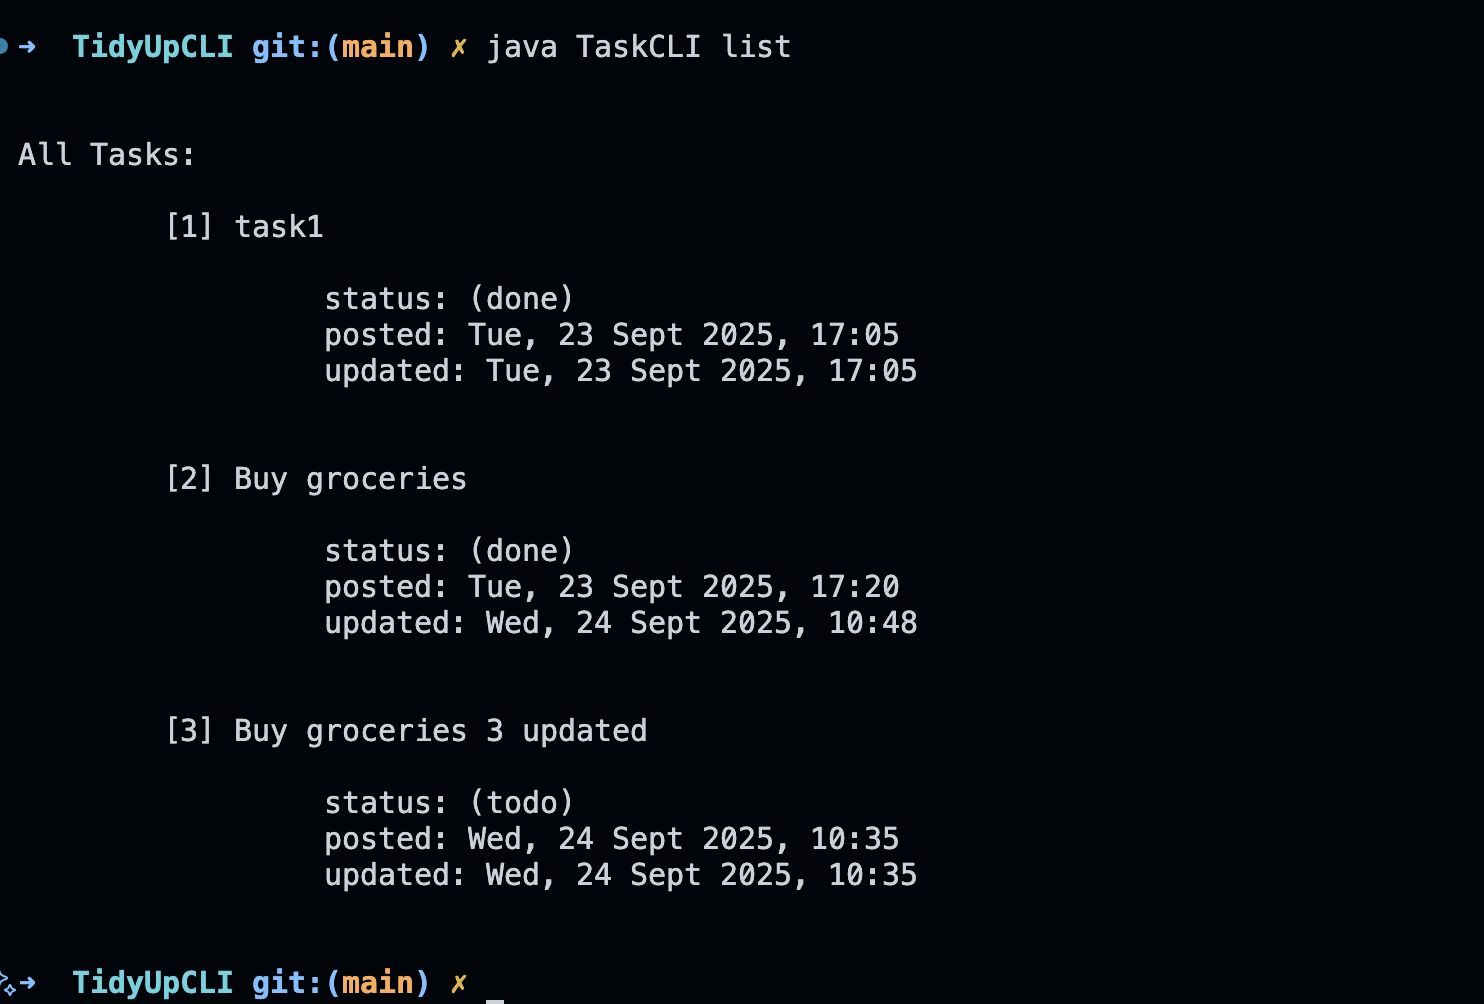 ➜ TidyUpCLI git:(main) ✗ java TaskCLI list
All Tasks:
[1] task1
status: (done)
posted: Tue, 23 Sept 2025, 17:05
updated: Tue, 23 Sept 2025, 17:05
[2] Buy groceries
status: (done)
posted: Tue, 23 Sept 2025, 17:20
updated: Wed, 24 Sept 2025, 10:48
[3] Buy groceries 3 updated
status: (todo)
posted: Wed, 24 Sept 2025, 10:35
updated: Wed, 24 Sept 2025, 10:35
➜ TidyUpCLI git:(main) ✗